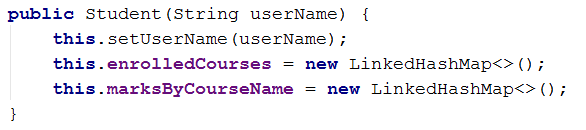 public Student(String userName) {
    this.setUserName(userName);
    this.enrolledCourses = new LinkedHashMap<>();
    this.marksByCourseName = new LinkedHashMap<>();
}